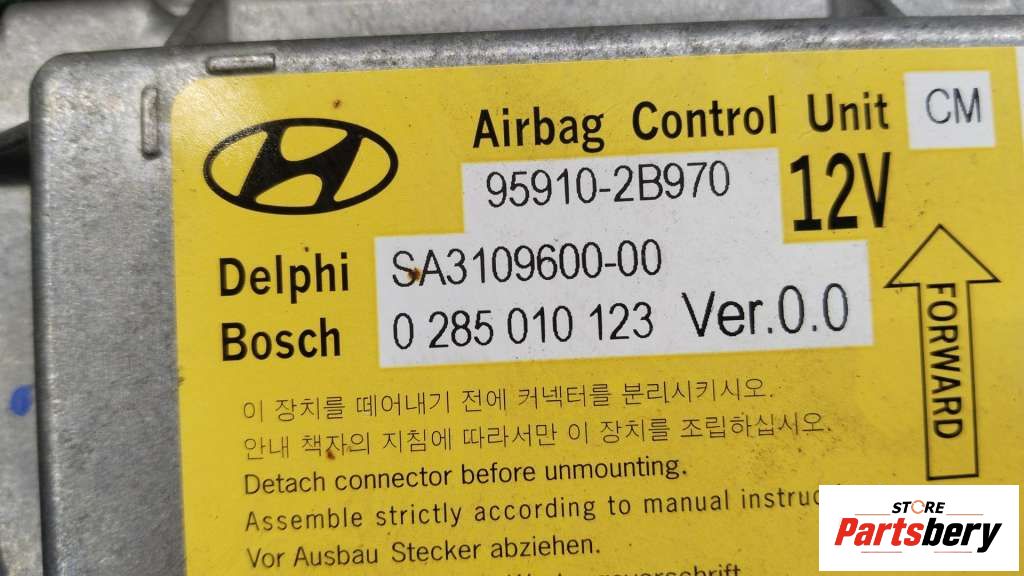 Airbag Control Unit CM
95910-2B970 12V
Delphi SA3109600-00
Bosch 0 285 010 123 Ver.0.0
FORWARD
이 장치를 떼어내기 전에 커넥터를 분리시키시오.
안내 책자의 지침에 따라서만 이 장치를 조립하십시오.
Detach connector before unmounting.
Assemble strictly according to manual
Vor Ausbau Stecker abziehen.
STORE
Partsbery